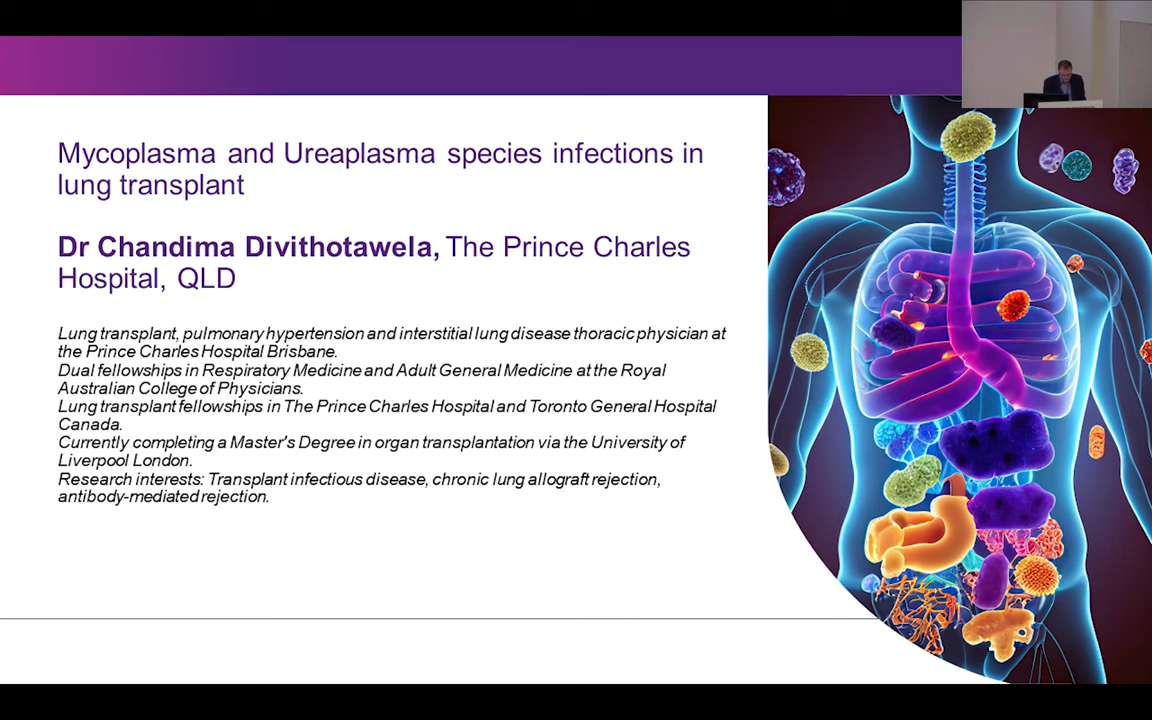 Mycoplasma and Ureaplasma species infections in
lung transplant
Dr Chandima Divithotawela, The Prince Charles
Hospital, QLD
Lung transplant, pulmonary hypertension and interstitial lung disease thoracic physician at
the Prince Charles Hospital Brisbane.
Dual fellowships in Respiratory Medicine and Adult General Medicine at the Royal
Australian College of Physicians.
Lung transplant fellowships in The Prince Charles Hospital and Toronto General Hospital
Canada.
Currently completing a Master's Degree in organ transplantation via the University of
Liverpool London.
Research interests: Transplant infectious disease, chronic lung allograft rejection,
antibody-mediated rejection.